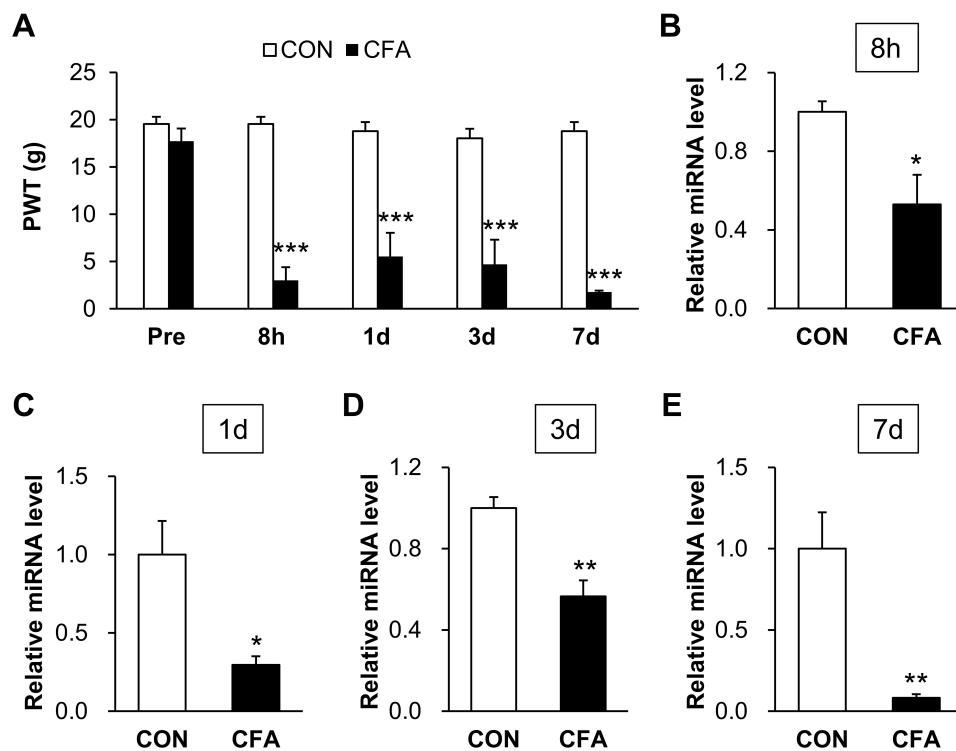 A
CON CFA
PWT (g)
25
20
15
10
5
0
*** *** *** ***
Pre 8h 1d 3d 7d
B
8h
Relative miRNA level
1.2
0.8
0.4
0.0
*
CON CFA
C
1d
Relative miRNA level
1.5
1.0
0.5
0.0
*
CON CFA
D
3d
Relative miRNA level
1.2
0.8
0.4
0.0
**
CON CFA
E
7d
Relative miRNA level
1.5
1.0
0.5
0.0
**
CON CFA